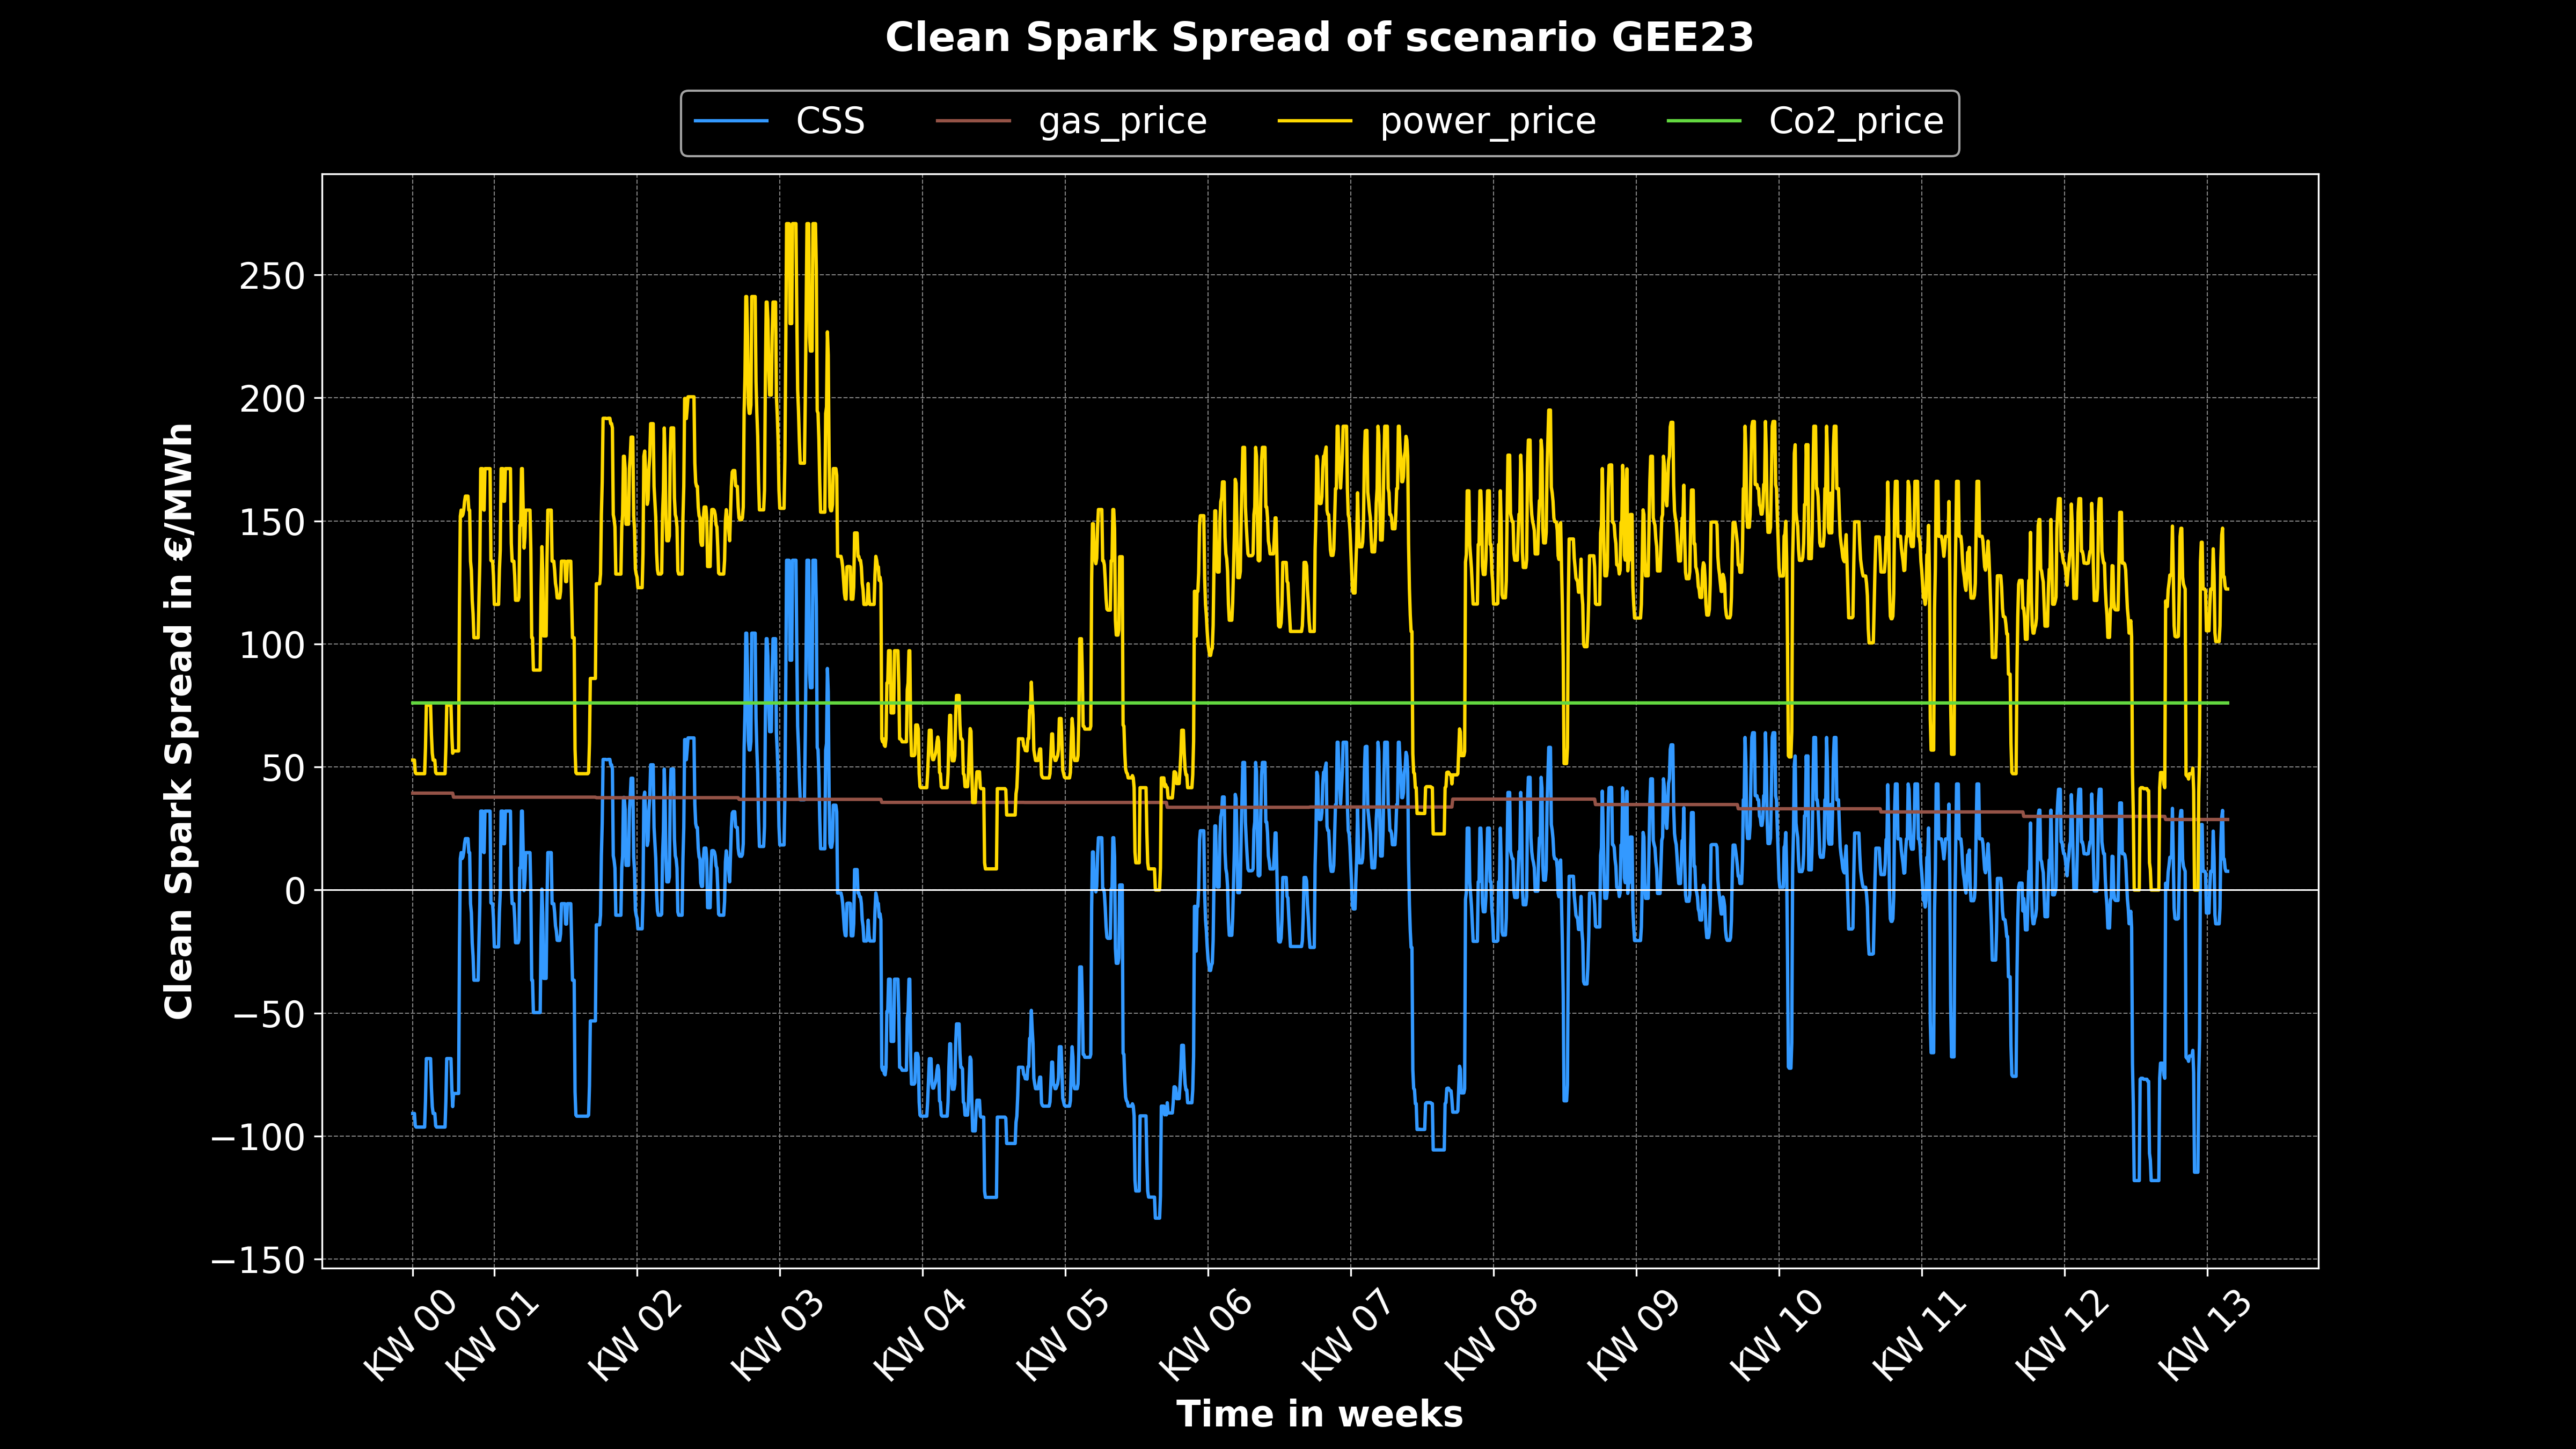 Clean Spark Spread of scenario GEE23
CSS gas_price power_price Co2_price
Clean Spark Spread in €/MWh
250
200
150
100
50
0
−50
−100
−150
KW 00 KW 01 KW 02 KW 03 KW 04 KW 05 KW 06 KW 07 KW 08 KW 09 KW 10 KW 11 KW 12 KW 13
Time in weeks